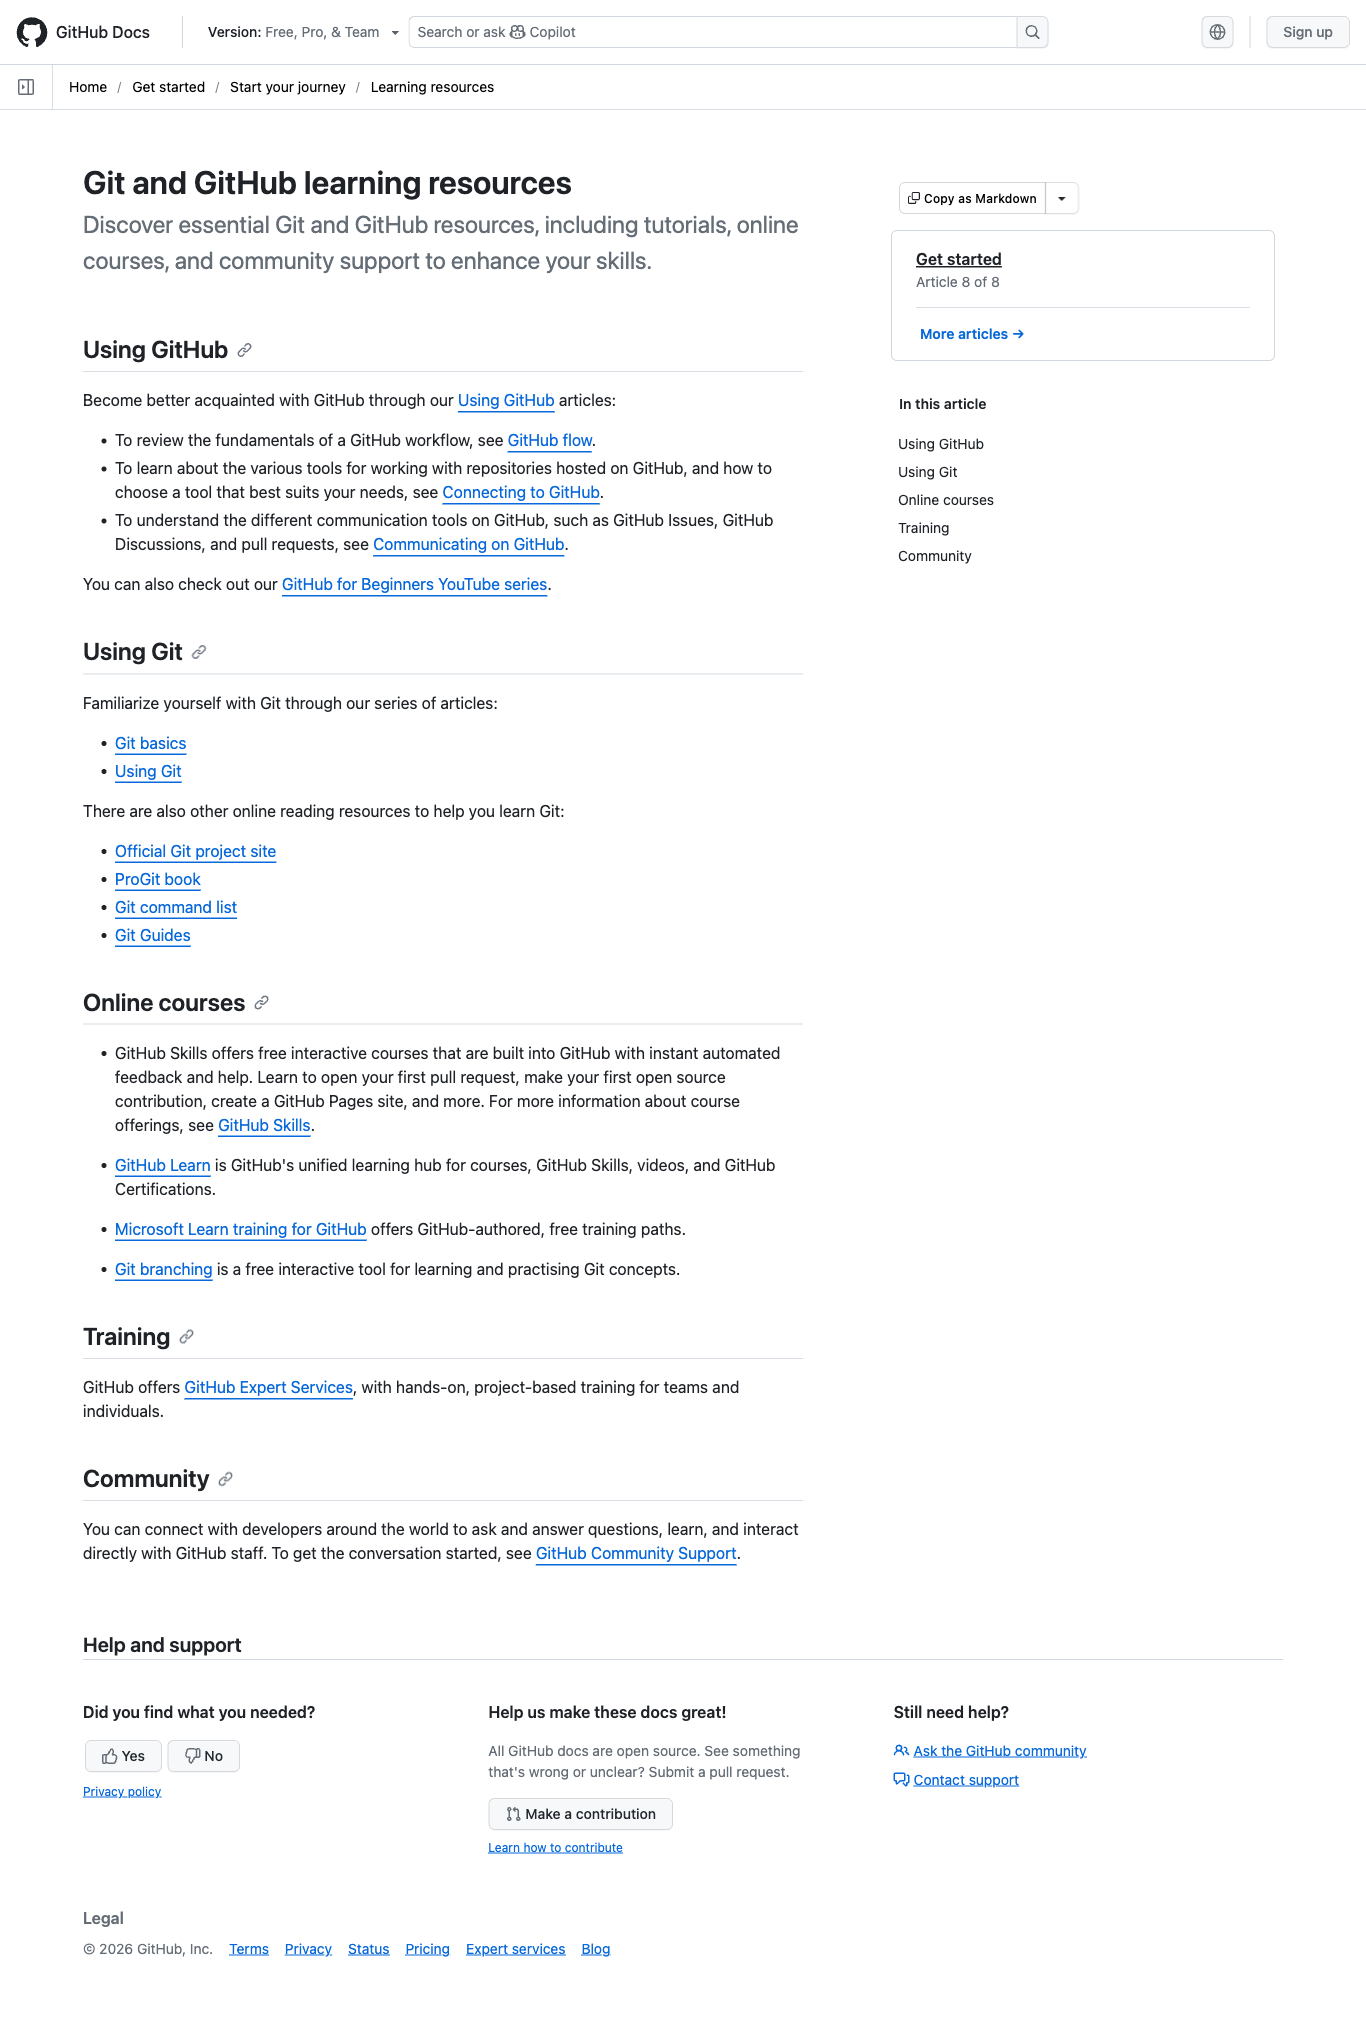 GitHub Docs
Version: Free, Pro, & Team
Search or ask Copilot
Sign up
Home / Get started / Start your journey / Learning resources
Git and GitHub learning resources
Discover essential Git and GitHub resources, including tutorials, online
courses, and community support to enhance your skills.
Copy as Markdown
Get started
Article 8 of 8
More articles →
In this article
Using GitHub
Using Git
Online courses
Training
Community
Using GitHub
Become better acquainted with GitHub through our Using GitHub articles:
• To review the fundamentals of a GitHub workflow, see GitHub flow.
• To learn about the various tools for working with repositories hosted on GitHub, and how to
choose a tool that best suits your needs, see Connecting to GitHub.
• To understand the different communication tools on GitHub, such as GitHub Issues, GitHub
Discussions, and pull requests, see Communicating on GitHub.
You can also check out our GitHub for Beginners YouTube series.
Using Git
Familiarize yourself with Git through our series of articles:
• Git basics
• Using Git
There are also other online reading resources to help you learn Git:
• Official Git project site
• ProGit book
• Git command list
• Git Guides
Online courses
• GitHub Skills offers free interactive courses that are built into GitHub with instant automated
feedback and help. Learn to open your first pull request, make your first open source
contribution, create a GitHub Pages site, and more. For more information about course
offerings, see GitHub Skills.
• GitHub Learn is GitHub's unified learning hub for courses, GitHub Skills, videos, and GitHub
Certifications.
• Microsoft Learn training for GitHub offers GitHub-authored, free training paths.
• Git branching is a free interactive tool for learning and practising Git concepts.
Training
GitHub offers GitHub Expert Services, with hands-on, project-based training for teams and
individuals.
Community
You can connect with developers around the world to ask and answer questions, learn, and interact
directly with GitHub staff. To get the conversation started, see GitHub Community Support.
Help and support
Did you find what you needed?
Yes
No
Privacy policy
Help us make these docs great!
All GitHub docs are open source. See something
that's wrong or unclear? Submit a pull request.
Make a contribution
Learn how to contribute
Still need help?
Ask the GitHub community
Contact support
Legal
© 2026 GitHub, Inc. Terms Privacy Status Pricing Expert services Blog